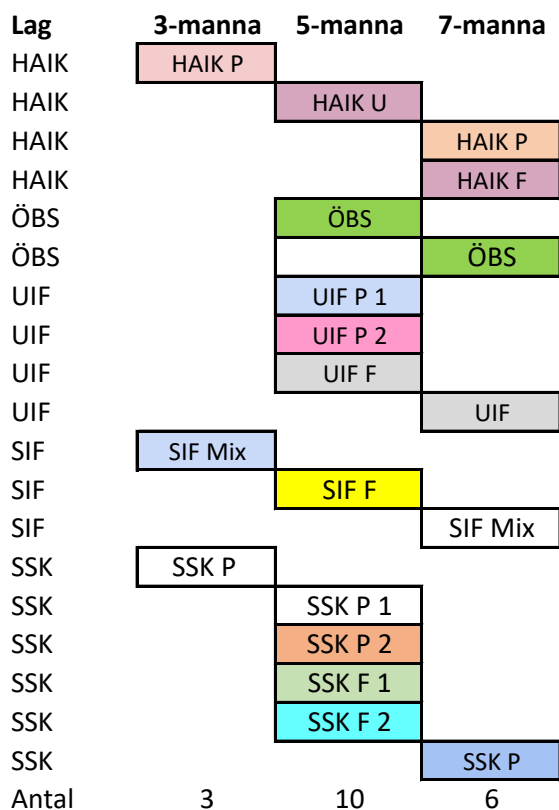 Lag 3-manna 5-manna 7-manna
HAIK HAIK P
HAIK HAIK U
HAIK HAIK P
HAIK HAIK F
ÖBS ÖBS
ÖBS ÖBS
UIF UIF P 1
UIF UIF P 2
UIF UIF F
UIF UIF
SIF SIF Mix
SIF SIF F
SIF SIF Mix
SSK SSK P
SSK SSK P 1
SSK SSK P 2
SSK SSK F 1
SSK SSK F 2
SSK SSK P
Antal 3 10 6